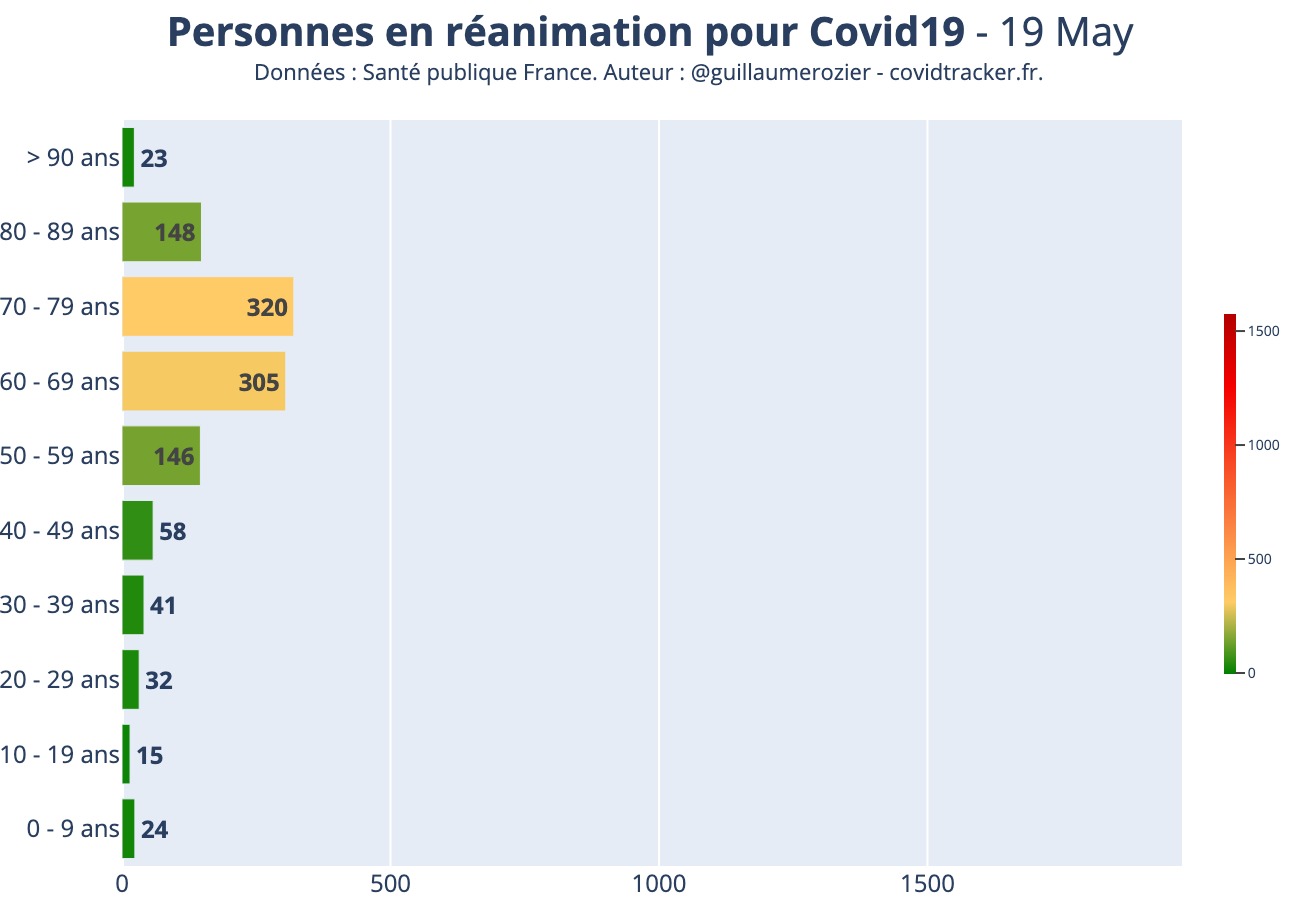 Personnes en réanimation pour Covid19 - 19 May
Données : Santé publique France. Auteur : @guillaumerozier - covidtracker.fr.
> 90 ans 23
80 - 89 ans 148
70 - 79 ans 320
60 - 69 ans 305
50 - 59 ans 146
40 - 49 ans 58
30 - 39 ans 41
20 - 29 ans 32
10 - 19 ans 15
0 - 9 ans 24
0 500 1000 1500
1500
1000
500
0